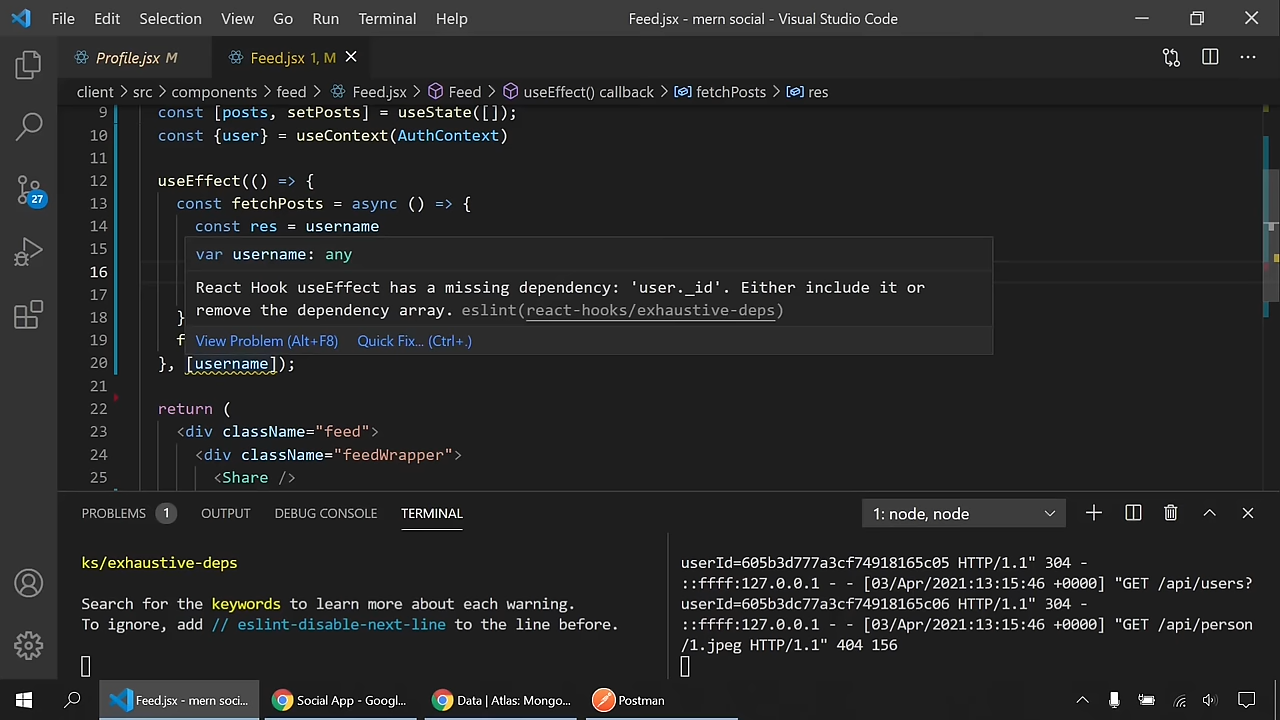 File Edit Selection View Go Run Terminal Help Feed.jsx - mern social - Visual Studio Code
Profile.jsx M Feed.jsx 1, M
client > src > components > feed > Feed.jsx > Feed > useEffect() callback > fetchPosts > res
9 const [posts, setPosts] = useState([]);
10 const {user} = useContext(AuthContext)
11
12 useEffect(() => {
13 const fetchPosts = async () => {
14 const res = username
15
var username: any
16
React Hook useEffect has a missing dependency: 'user._id'. Either include it or
17
remove the dependency array. eslint(react-hooks/exhaustive-deps)
18 }
19 f
View Problem (Alt+F8) Quick Fix... (Ctrl+.)
20 }, [username]);
21
22 return (
23 <div className="feed">
24 <div className="feedWrapper">
25 <Share />
27
PROBLEMS 1 OUTPUT DEBUG CONSOLE TERMINAL 1: node, node
ks/exhaustive-deps
Search for the keywords to learn more about each warning.
To ignore, add // eslint-disable-next-line to the line before.
userId=605b3d777a3cf74918165c05 HTTP/1.1" 304 -
::ffff:127.0.0.1 - - [03/Apr/2021:13:15:46 +0000] "GET /api/users?
userId=605b3dc77a3cf74918165c06 HTTP/1.1" 304 -
::ffff:127.0.0.1 - - [03/Apr/2021:13:15:46 +0000] "GET /api/person
/1.jpeg HTTP/1.1" 404 156
Feed.jsx - mern soc... Social App - Googl... Data | Atlas: Mongo... Postman